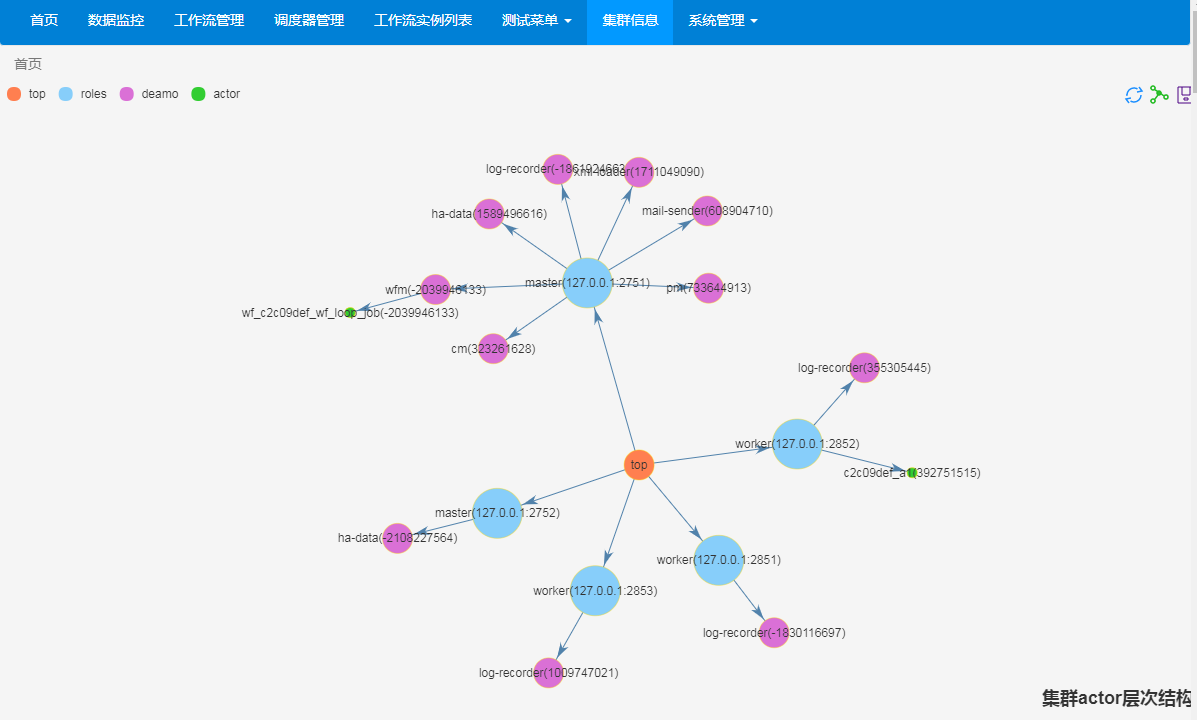 首页 数据监控 工作流管理 调度器管理 工作流实例列表 测试菜单 集群信息 系统管理
首页
top roles deamo actor
log-recorder(-1861924663
xml-loader(1711049090)
ha-data(1589496616)
mail-sender(608904710)
master(127.0.0.1:2751)
wfm(-2039946133)
pm(733644913)
wf_c2c09def_wf_loop_job(-2039946133)
cm(323261628)
log-recorder(355305445)
worker(127.0.0.1:2852)
top
c2c09def_a1(392751515)
master(127.0.0.1:2752)
ha-data(-2108227564)
worker(127.0.0.1:2851)
worker(127.0.0.1:2853)
log-recorder(-1830116697)
log-recorder(1009747021)
集群actor层次结构